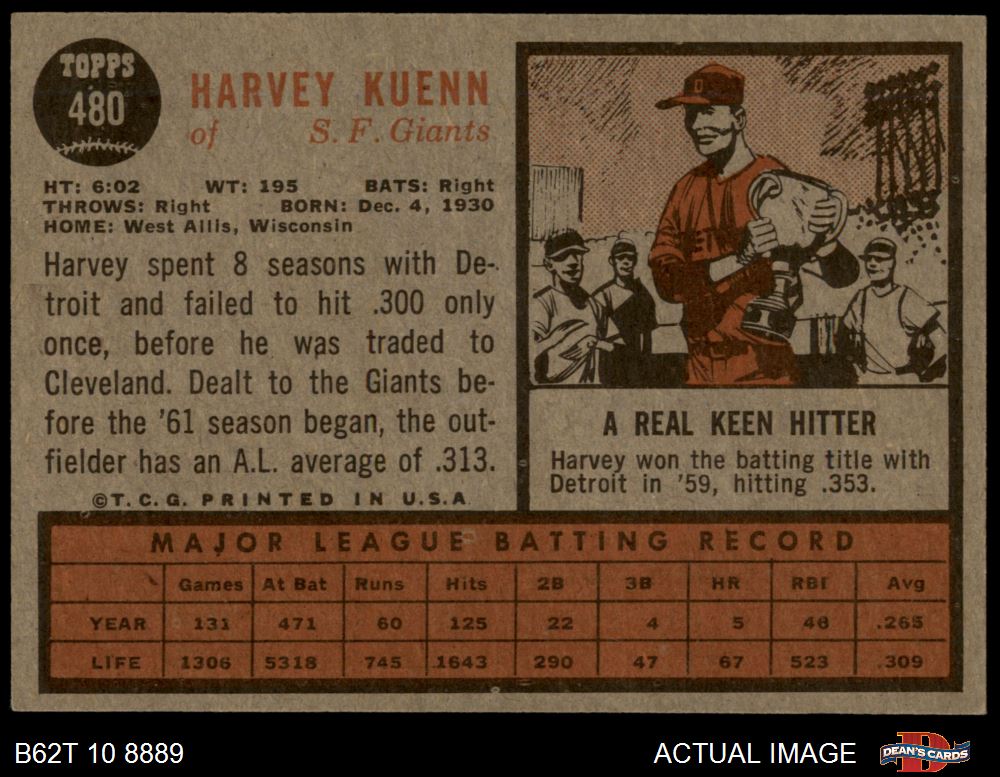 TOPPS
480
HARVEY KUENN
of S. F. Giants
HT: 6:02 WT: 195 BATS: Right
THROWS: Right BORN: Dec. 4, 1930
HOME: West Allis, Wisconsin
Harvey spent 8 seasons with De-
troit and failed to hit .300 only
once, before he was traded to
Cleveland. Dealt to the Giants be-
fore the '61 season began, the out-
fielder has an A.L. average of .313.
©T.C.G. PRINTED IN U.S.A
D
A REAL KEEN HITTER
Harvey won the batting title with
Detroit in '59, hitting .353.
MAJOR LEAGUE BATTING RECORD
Games At Bat Runs Hits 2B 3B HR RBI Avg
YEAR 131 471 60 125 22 4 5 46 .265
LIFE 1306 5318 745 1643 290 47 67 523 .309
B62T 10 8889
ACTUAL IMAGE
D
DEAN'S CARDS